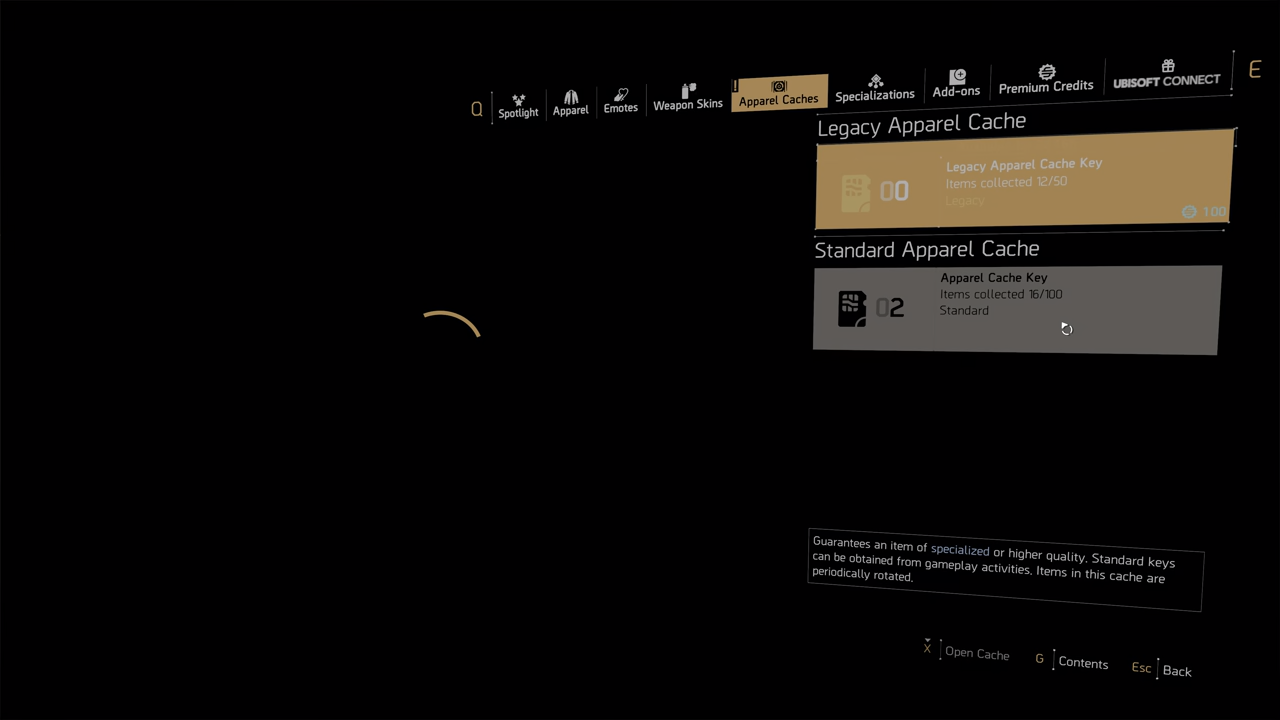 Q
Spotlight
Apparel
Emotes
Weapon Skins
Apparel Caches
Specializations
Add-ons
Premium Credits
UBISOFT CONNECT
E
Legacy Apparel Cache
00
Legacy Apparel Cache Key
Items collected 12/50
Legacy
100
Standard Apparel Cache
02
Apparel Cache Key
Items collected 16/100
Standard
Guarantees an item of specialized or higher quality. Standard keys
can be obtained from gameplay activities. Items in this cache are
periodically rotated.
X Open Cache
G Contents
Esc Back